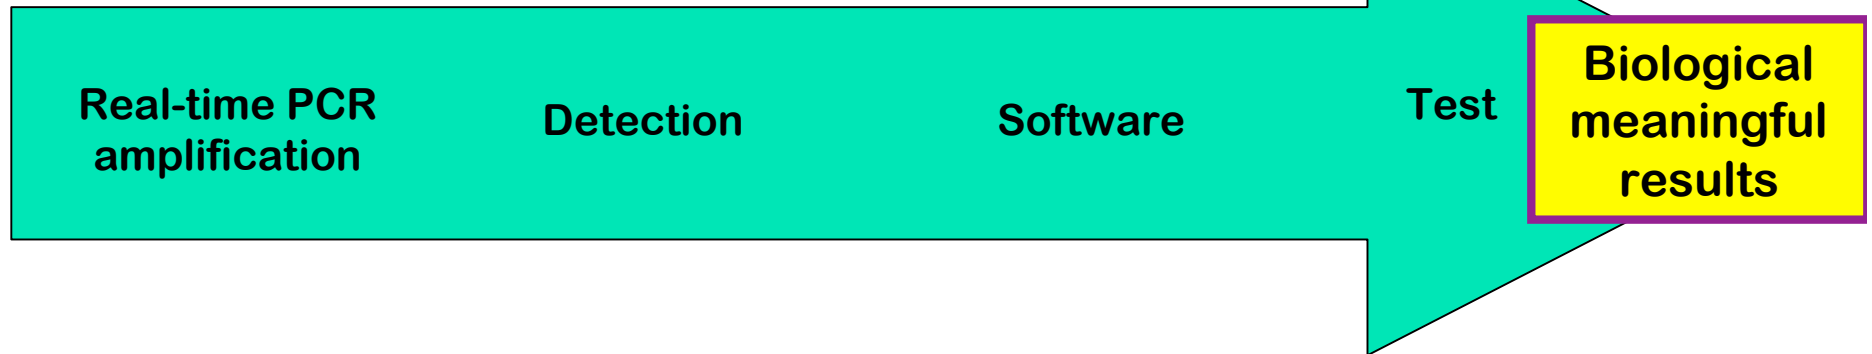 Real-time PCR
amplification
Detection
Software
Test
Biological
meaningful
results